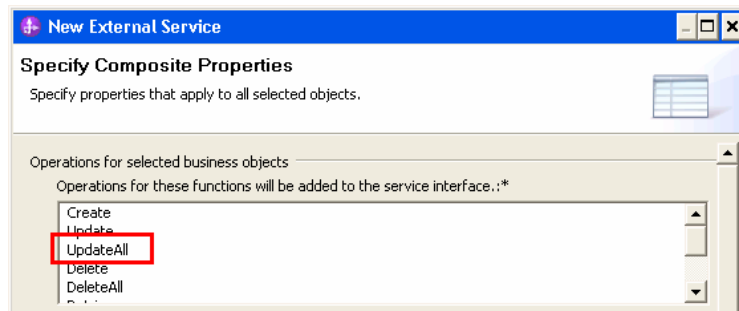 New External Service
Specify Composite Properties
Specify properties that apply to all selected objects.
Operations for selected business objects
Operations for these functions will be added to the service interface.:*
Create
Update
UpdateAll
Delete
DeleteAll